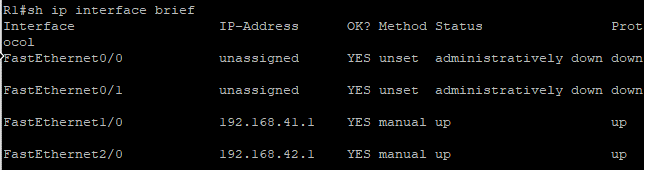 R1#sh ip interface brief
Interface                  IP-Address      OK? Method Status                Prot
ocol
FastEthernet0/0            unassigned      YES unset  administratively down down
FastEthernet0/1            unassigned      YES unset  administratively down down
FastEthernet1/0            192.168.41.1    YES manual up                    up
FastEthernet2/0            192.168.42.1    YES manual up                    up